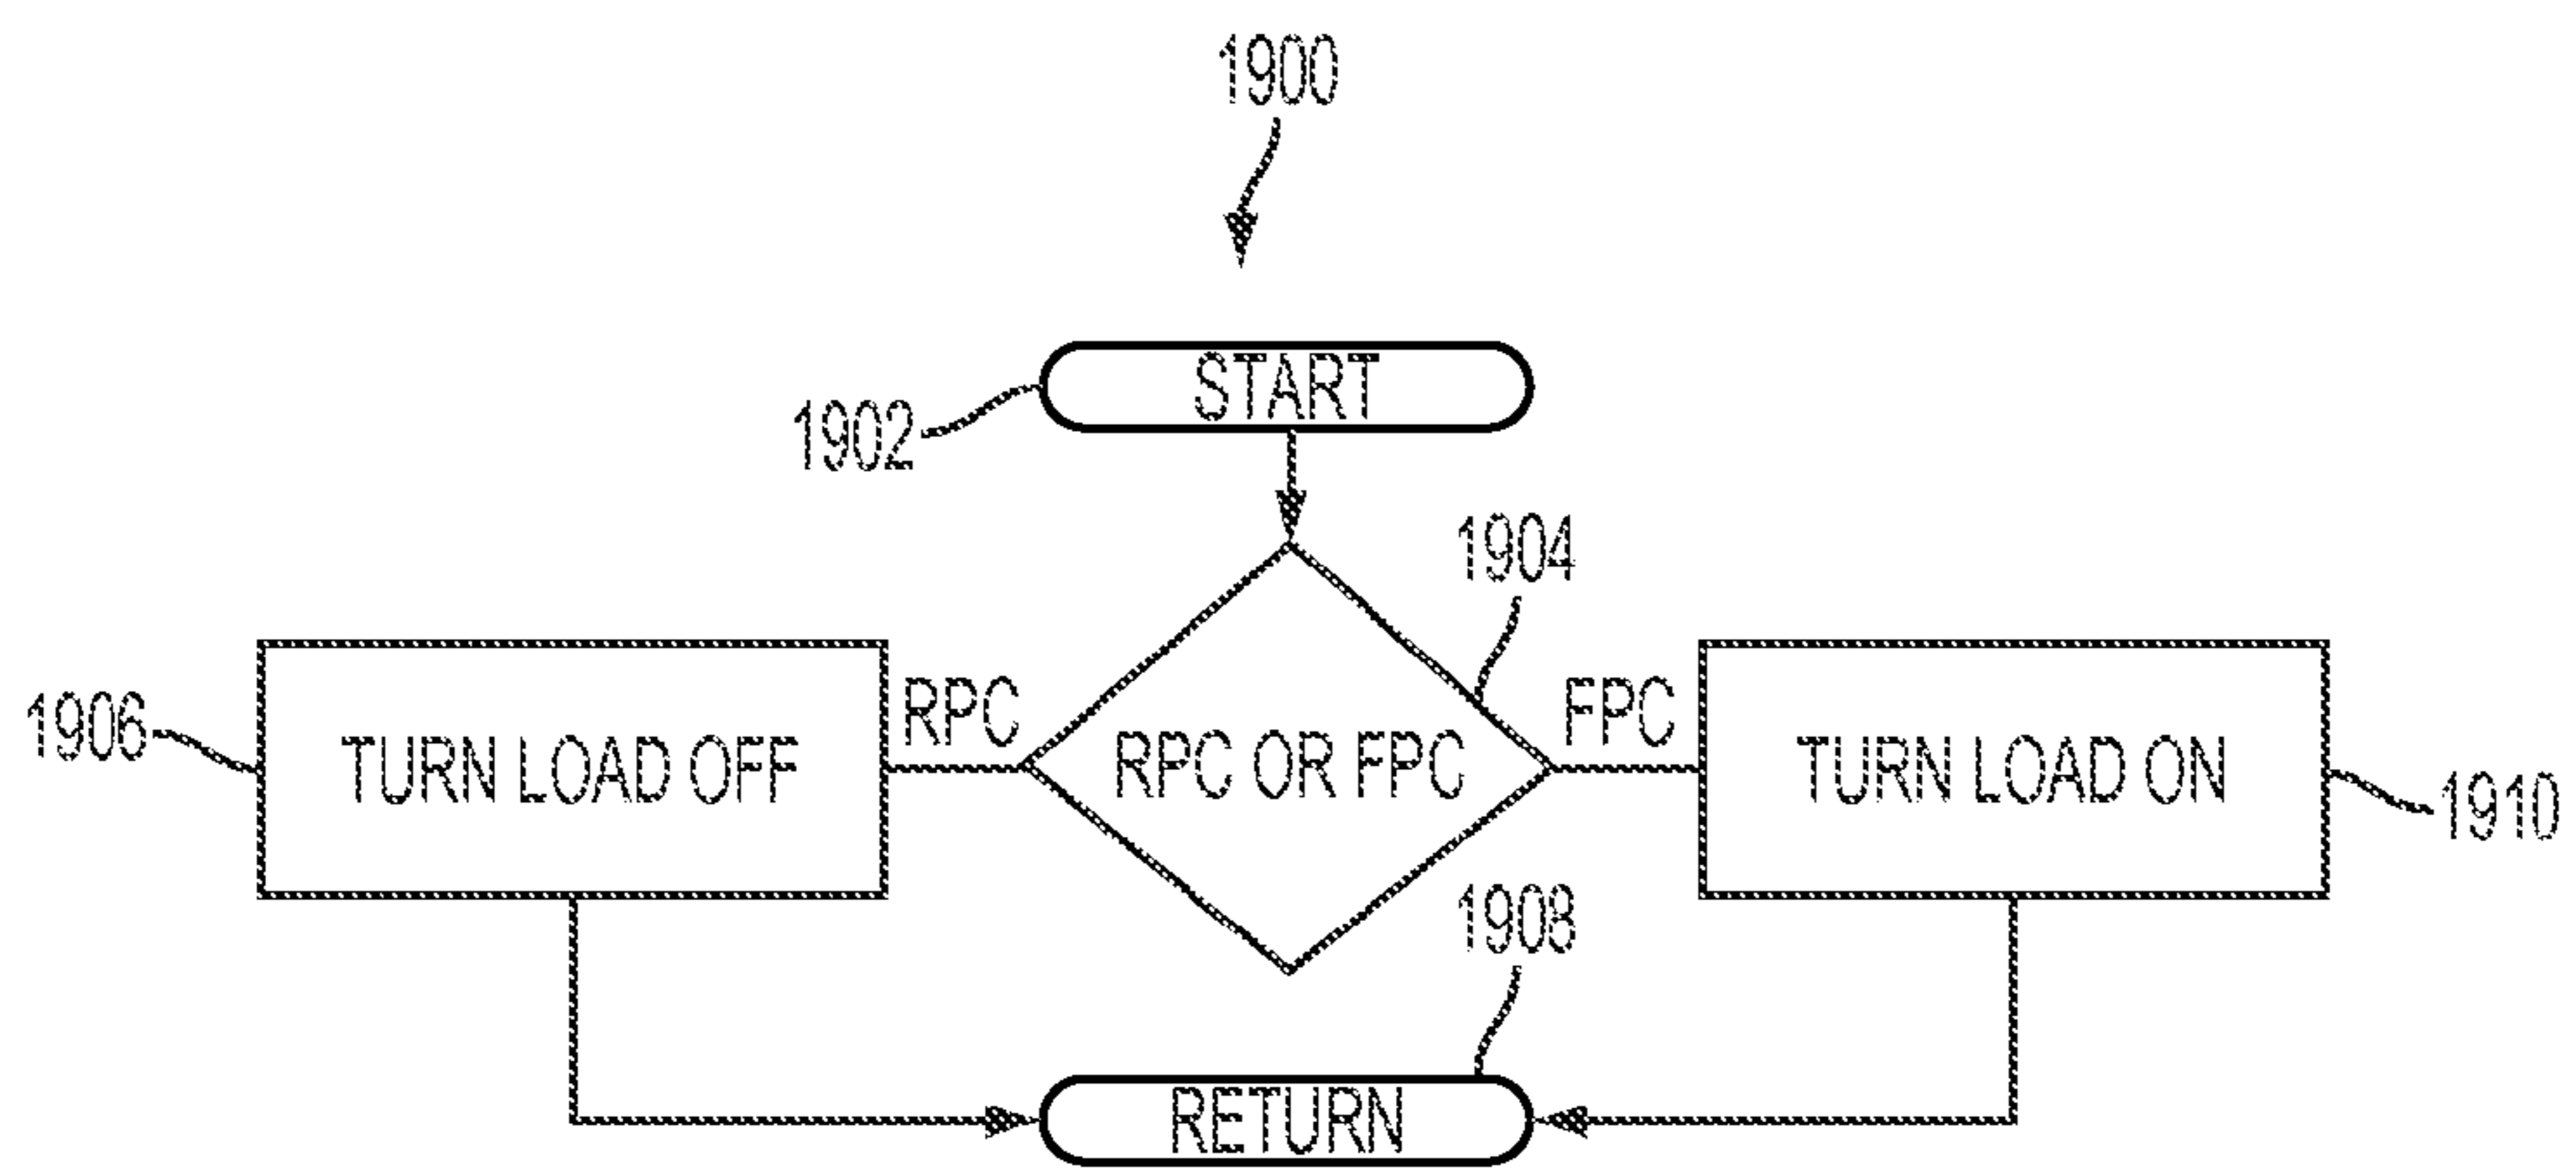 1900
START
1902
1904
1906
TURN LOAD OFF
RPC
RPC OR FPC
FPC
TURN LOAD ON
1910
1908
RETURN